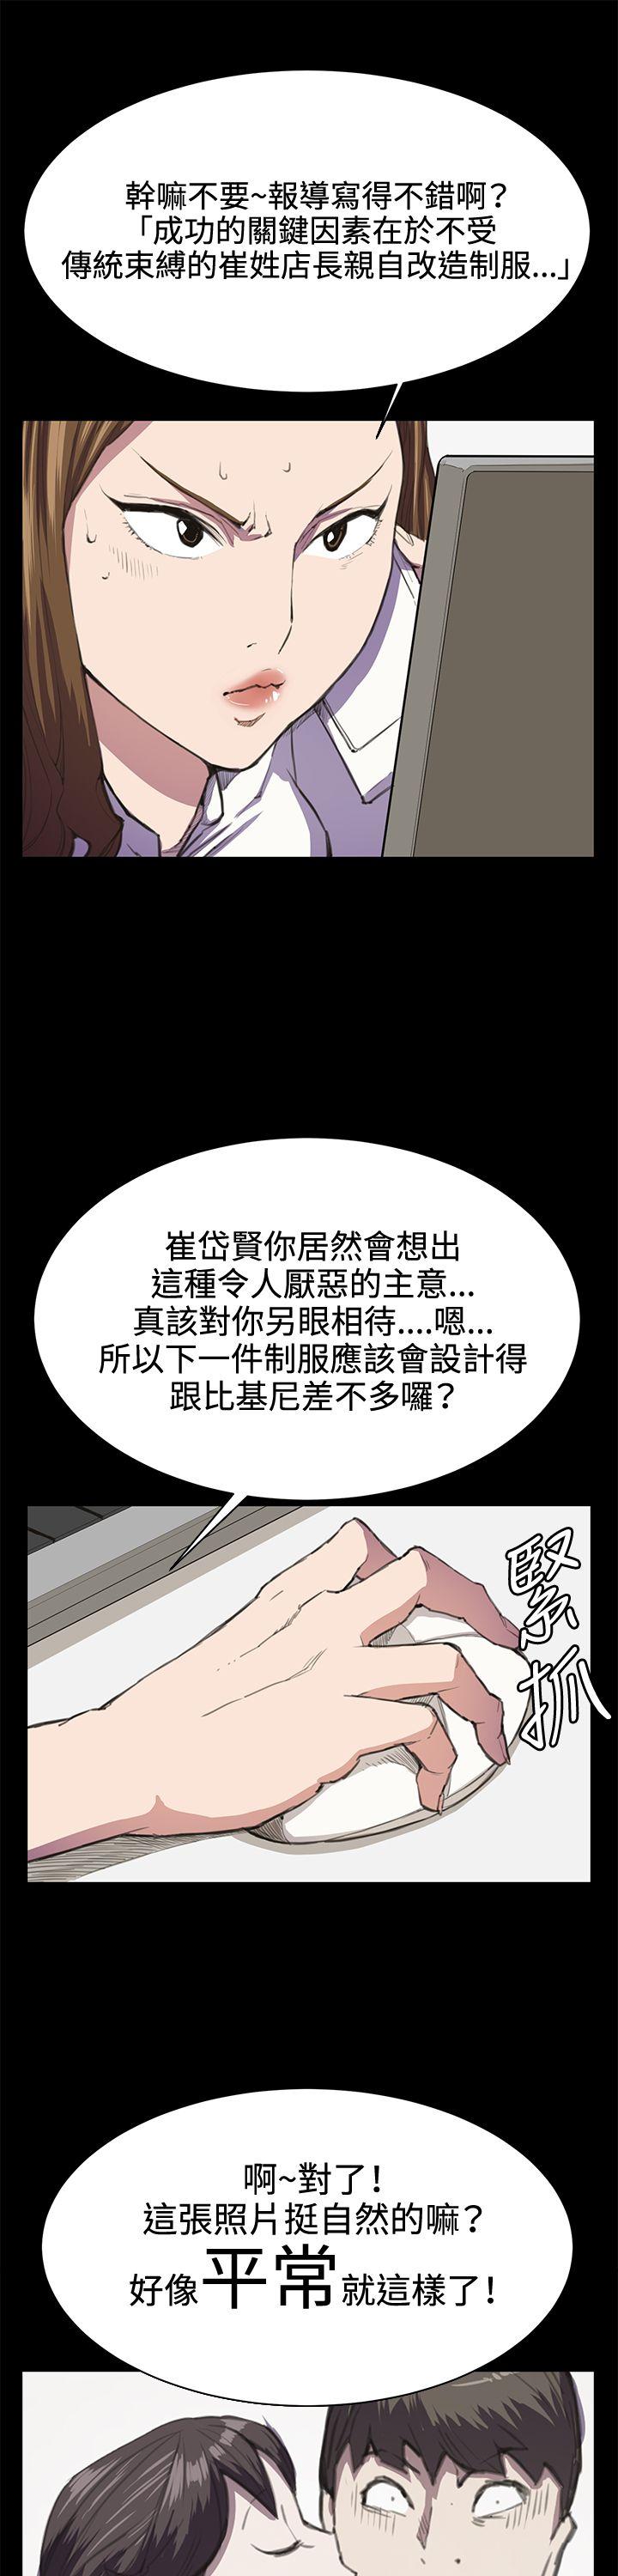 幹嘛不要~報導寫得不錯啊?
「成功的關鍵因素在於不受
傳統束縛的崔姓店長親自改造制服...」
崔岱賢你居然會想出
這種令人厭惡的主意...
真該對你另眼相待....嗯...
所以下一件制服應該會設計得
跟比基尼差不多囉?
緊抓
啊~對了!
這張照片挺自然的嘛?
好像平常就這樣了!